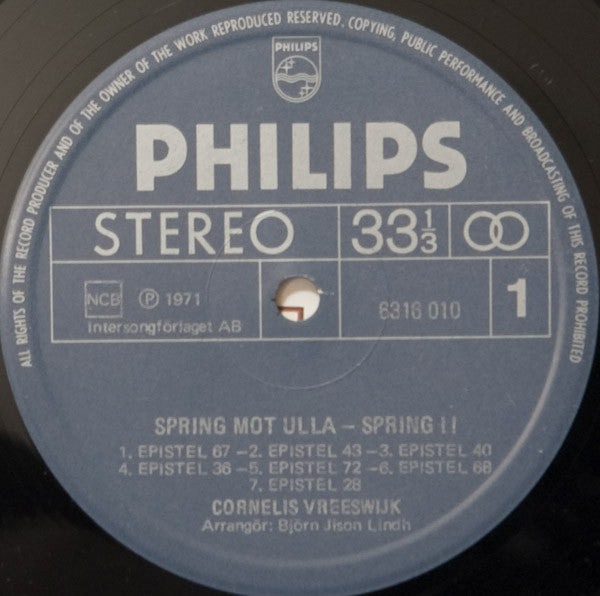 ALL RIGHTS OF THE RECORD PRODUCER AND OF THE OWNER OF THE WORK REPRODUCED RESERVED. COPYING, PUBLIC PERFORMANCE AND BROADCASTING OF THIS RECORD PROHIBITED
PHILIPS
PHILIPS
STEREO 33⅓
NCB ℗ 1971 6316 010 1
Intersongförlaget AB
SPRING MOT ULLA – SPRING !!
1. EPISTEL 67 – 2. EPISTEL 43 – 3. EPISTEL 40
4. EPISTEL 36 – 5. EPISTEL 72 – 6. EPISTEL 68
7. EPISTEL 28
CORNELIS VREESWIJK
Arrangör: Björn Jison Lindh